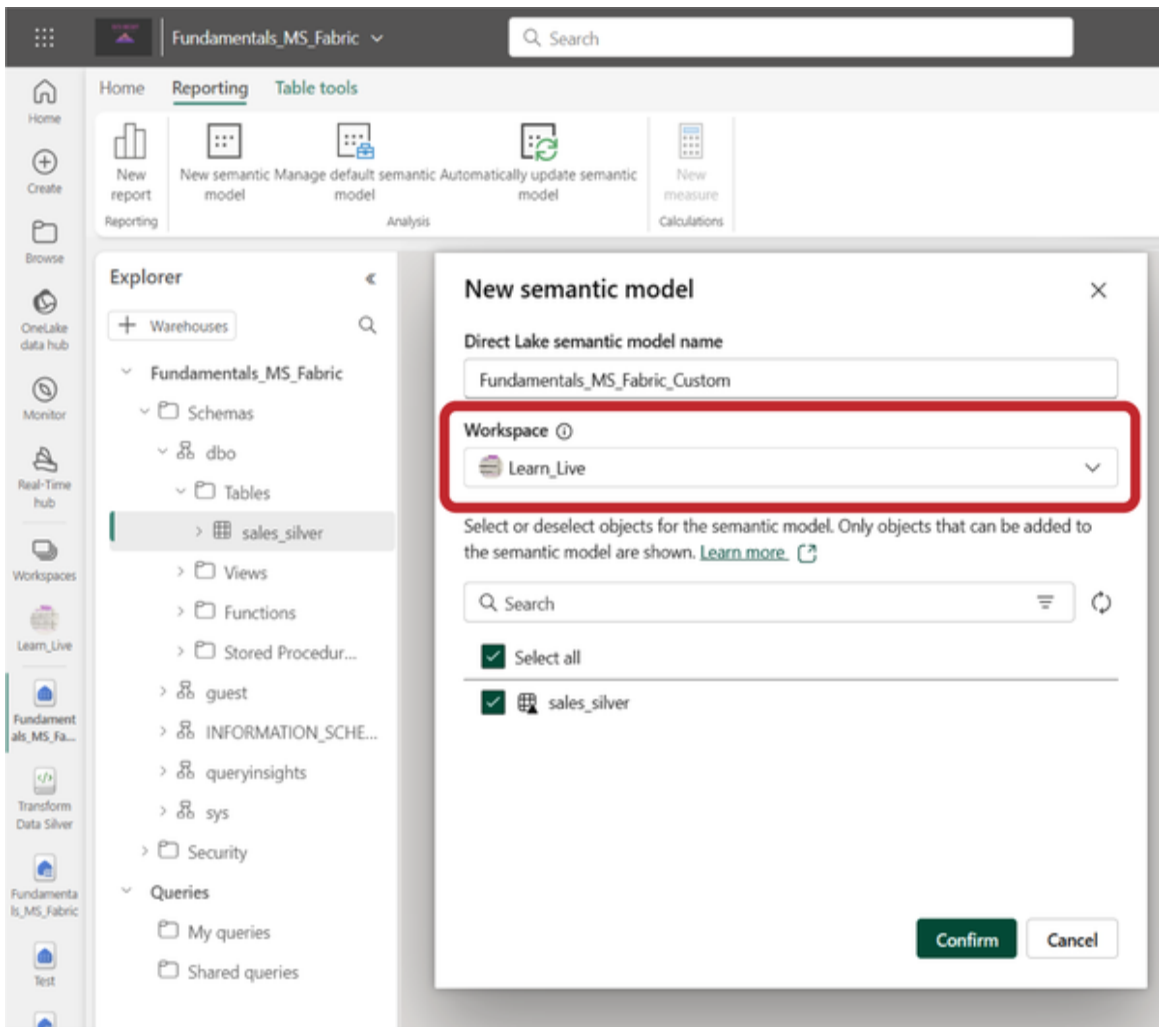 Fundamentals_MS_Fabric
Search
Home
Create
Browse
OneLake
data hub
Monitor
Real-Time
hub
Workspaces
Learn_Live
Fundament
als_MS_Fa...
Transform
Data Silver
Fundamenta
ls_MS_Fabric
Test
Home Reporting Table tools
New
report
Reporting
New semantic
model
Manage default semantic
model
Automatically update semantic
model
Analysis
New
measure
Calculations
Explorer
Warehouses
Fundamentals_MS_Fabric
Schemas
dbo
Tables
sales_silver
Views
Functions
Stored Procedur...
guest
INFORMATION_SCHE...
queryinsights
sys
Security
Queries
My queries
Shared queries
New semantic model
Direct Lake semantic model name
Fundamentals_MS_Fabric_Custom
Workspace
Learn_Live
Select or deselect objects for the semantic model. Only objects that can be added to
the semantic model are shown. Learn more
Search
Select all
sales_silver
Confirm Cancel